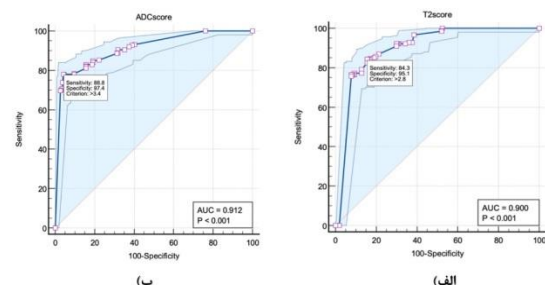 ADCscore
100
80
60
40
20
0
Sensitivity
Sensitivity: 88.8
Specificity: 97.4
Criterion: >3.4
AUC = 0.912
P < 0.001
0 20 40 60 80 100
100-Specificity
ب)
T2score
100
80
60
40
20
0
Sensitivity
Sensitivity: 84.3
Specificity: 95.1
Criterion: >2.8
AUC = 0.900
P < 0.001
0 20 40 60 80 100
100-Specificity
الف)